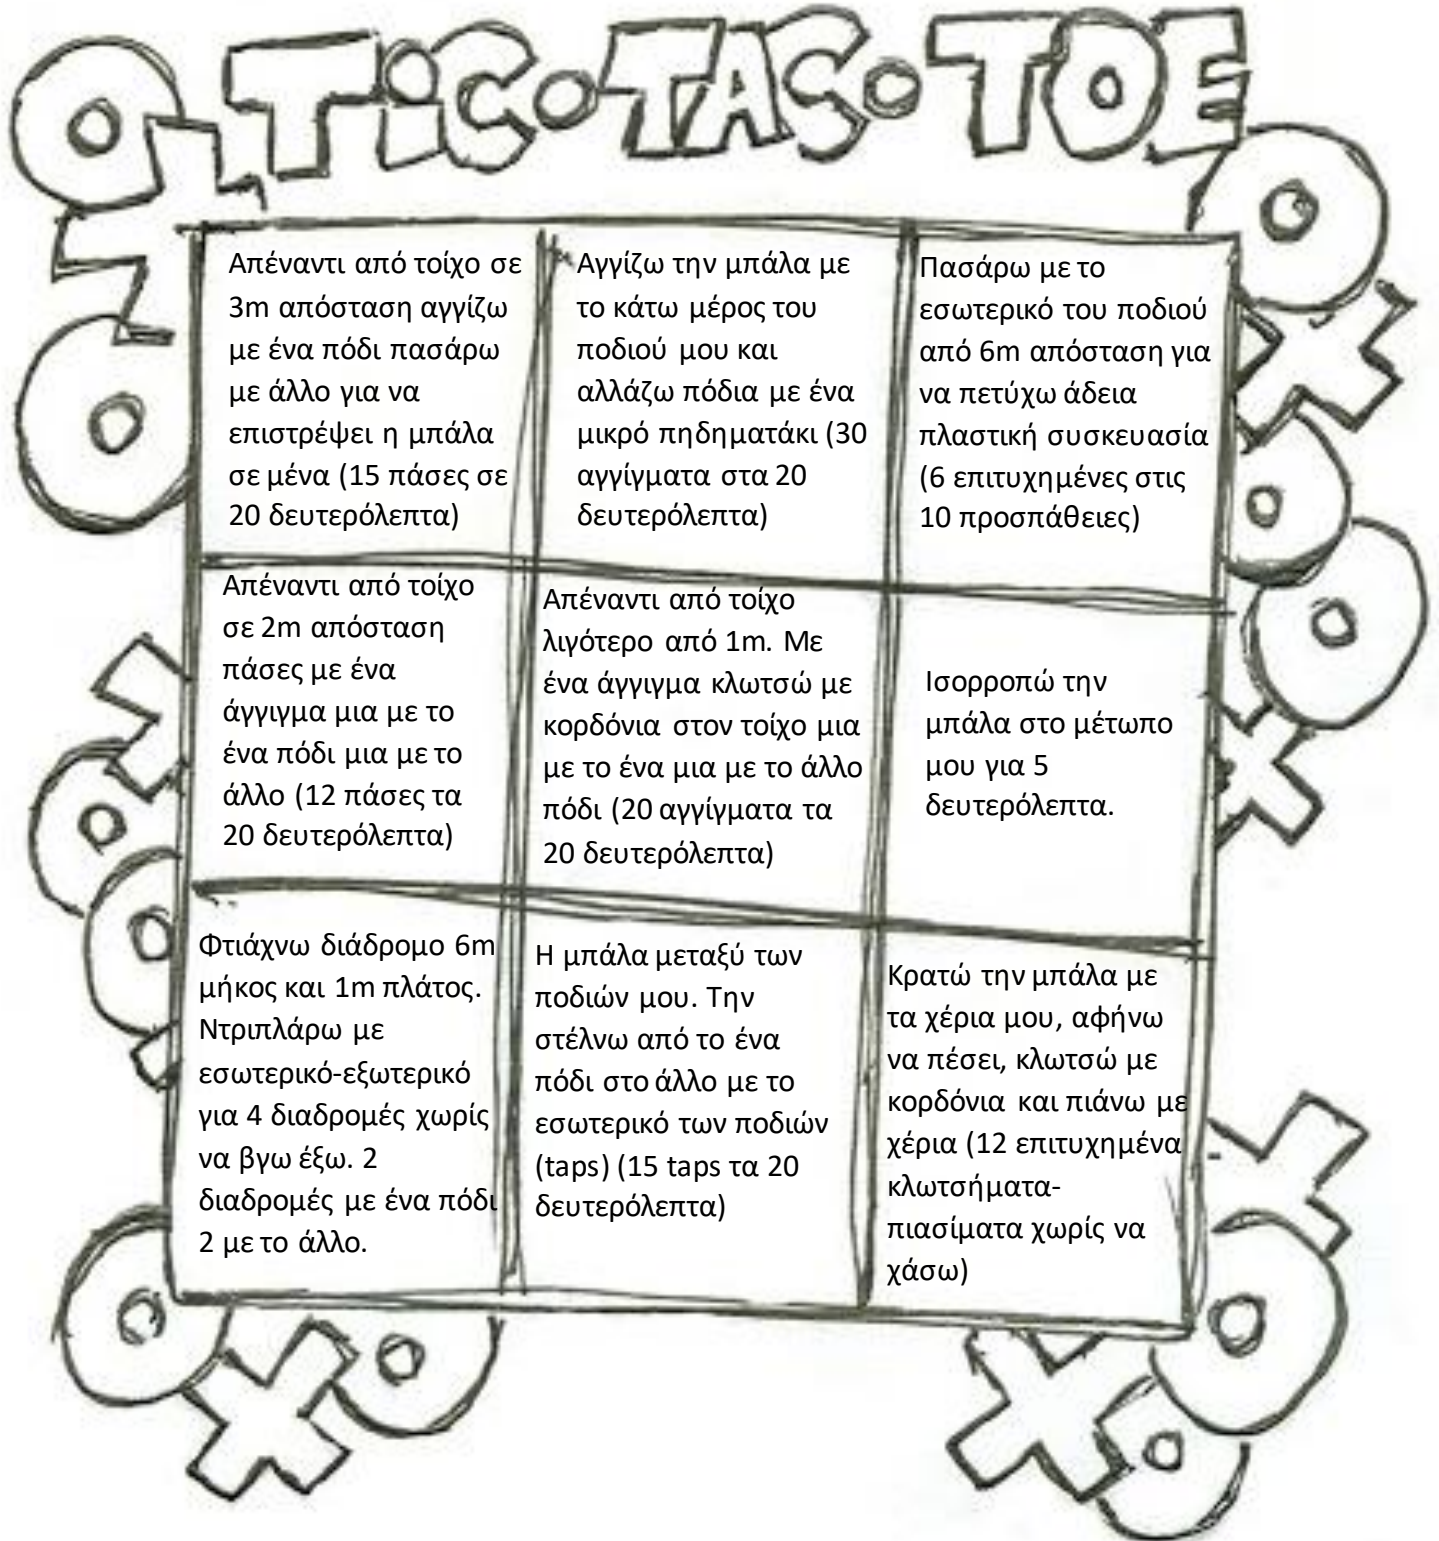 TIC·TAC·TOE
Απέναντι από τοίχο σε
3m απόσταση αγγίζω
με ένα πόδι πασάρω
με άλλο για να
επιστρέψει η μπάλα
σε μένα (15 πάσες σε
20 δευτερόλεπτα)
Αγγίζω την μπάλα με
το κάτω μέρος του
ποδιού μου και
αλλάζω πόδια με ένα
μικρό πηδηματάκι (30
αγγίγματα στα 20
δευτερόλεπτα)
Πασάρω με το
εσωτερικό του ποδιού
από 6m απόσταση για
να πετύχω άδεια
πλαστική συσκευασία
(6 επιτυχημένες στις
10 προσπάθειες)
Απέναντι από τοίχο
σε 2m απόσταση
πάσες με ένα
άγγιγμα μια με το
ένα πόδι μια με το
άλλο (12 πάσες τα
20 δευτερόλεπτα)
Απέναντι από τοίχο
λιγότερο από 1m. Με
ένα άγγιγμα κλωτσώ με
κορδόνια στον τοίχο μια
με το ένα μια με το άλλο
πόδι (20 αγγίγματα τα
20 δευτερόλεπτα)
Ισορροπώ την
μπάλα στο μέτωπο
μου για 5
δευτερόλεπτα.
Φτιάχνω διάδρομο 6m
μήκος και 1m πλάτος.
Ντριπλάρω με
εσωτερικό-εξωτερικό
για 4 διαδρομές χωρίς
να βγω έξω. 2
διαδρομές με ένα πόδι
2 με το άλλο.
Η μπάλα μεταξύ των
ποδιών μου. Την
στέλνω από το ένα
πόδι στο άλλο με το
εσωτερικό των ποδιών
(taps) (15 taps τα 20
δευτερόλεπτα)
Κρατώ την μπάλα με
τα χέρια μου, αφήνω
να πέσει, κλωτσώ με
κορδόνια και πιάνω με
χέρια (12 επιτυχημένα
κλωτσήματα-
πιασίματα χωρίς να
χάσω)